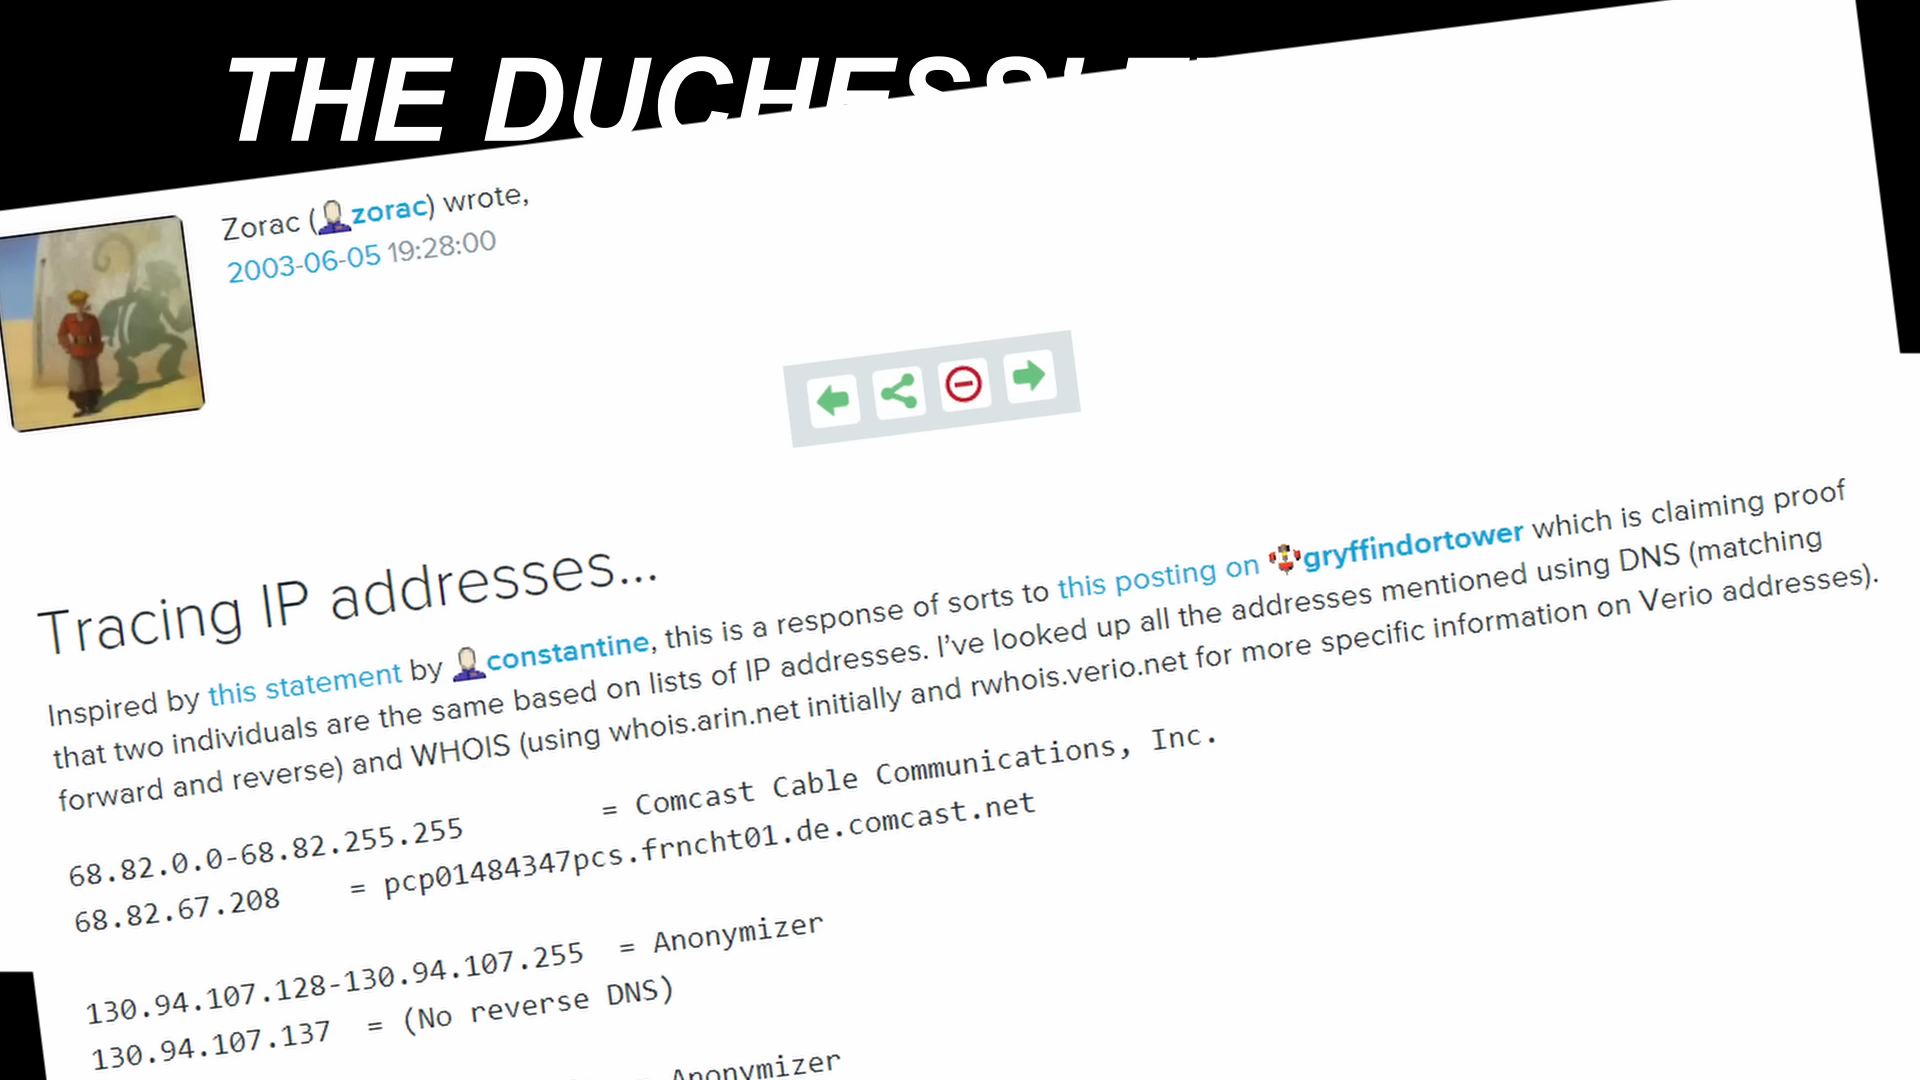 THE DUCHESS
Zorac (zorac) wrote,
2003-06-05 19:28:00
Tracing IP addresses...
Inspired by this statement by constantine, this is a response of sorts to this posting on gryffindortower which is claiming proof
that two individuals are the same based on lists of IP addresses. I've looked up all the addresses mentioned using DNS (matching
forward and reverse) and WHOIS (using whois.arin.net initially and rwhois.verio.net for more specific information on Verio addresses).
68.82.0.0-68.82.255.255 = Comcast Cable Communications, Inc.
68.82.67.208 = pcp01484347pcs.frncht01.de.comcast.net
130.94.107.128-130.94.107.255 = Anonymizer
130.94.107.137 = (No reverse DNS)
= Anonymizer